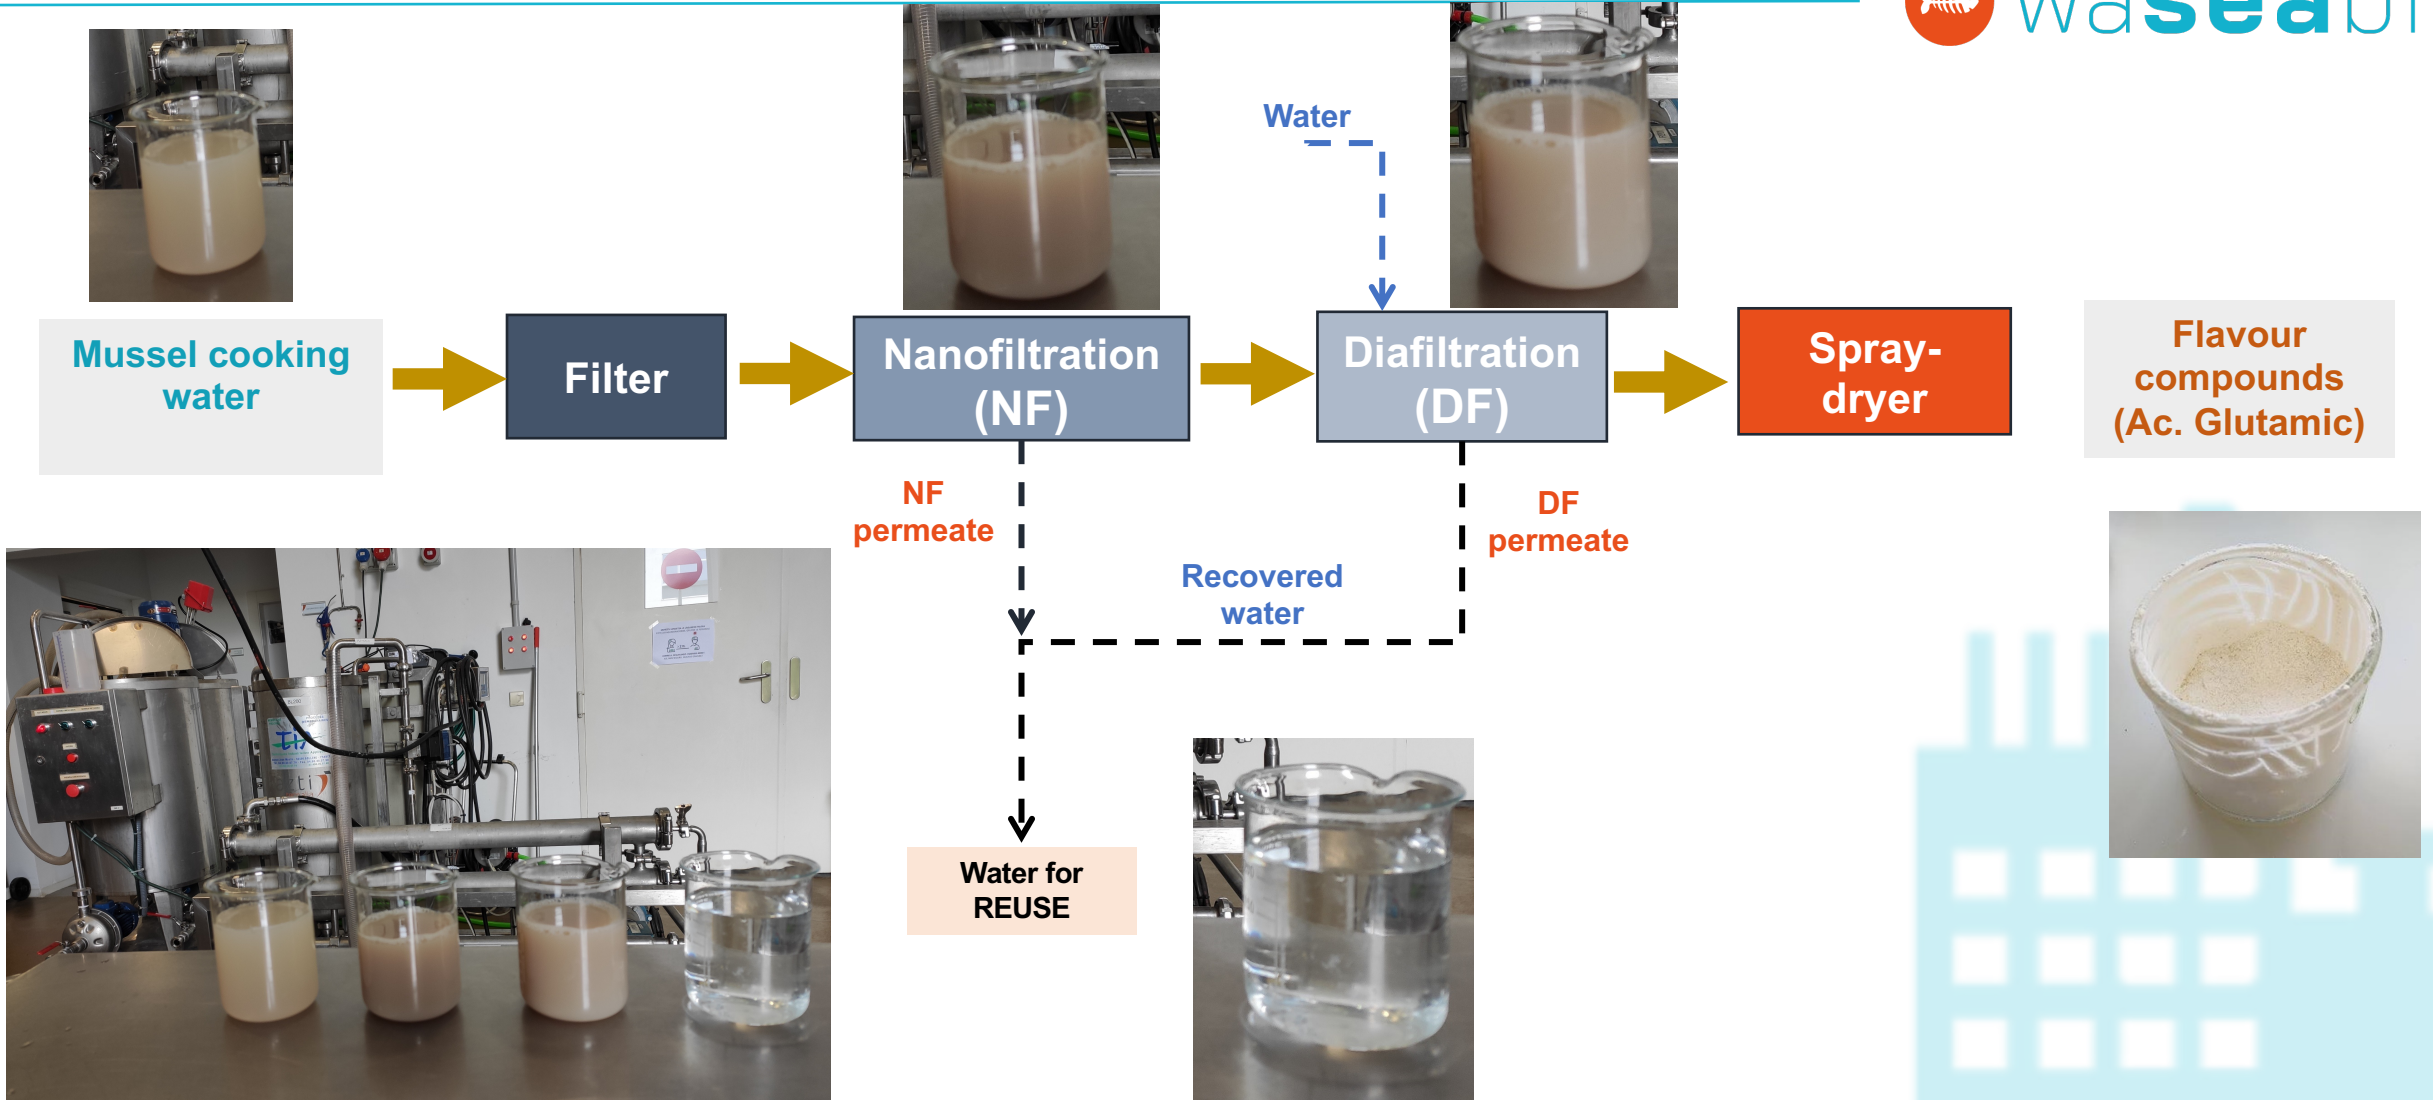 waseabi
Water
Mussel cooking
water
Filter
Nanofiltration
(NF)
Diafiltration
(DF)
Spray-
dryer
Flavour
compounds
(Ac. Glutamic)
NF
permeate
DF
permeate
Recovered
water
Water for
REUSE